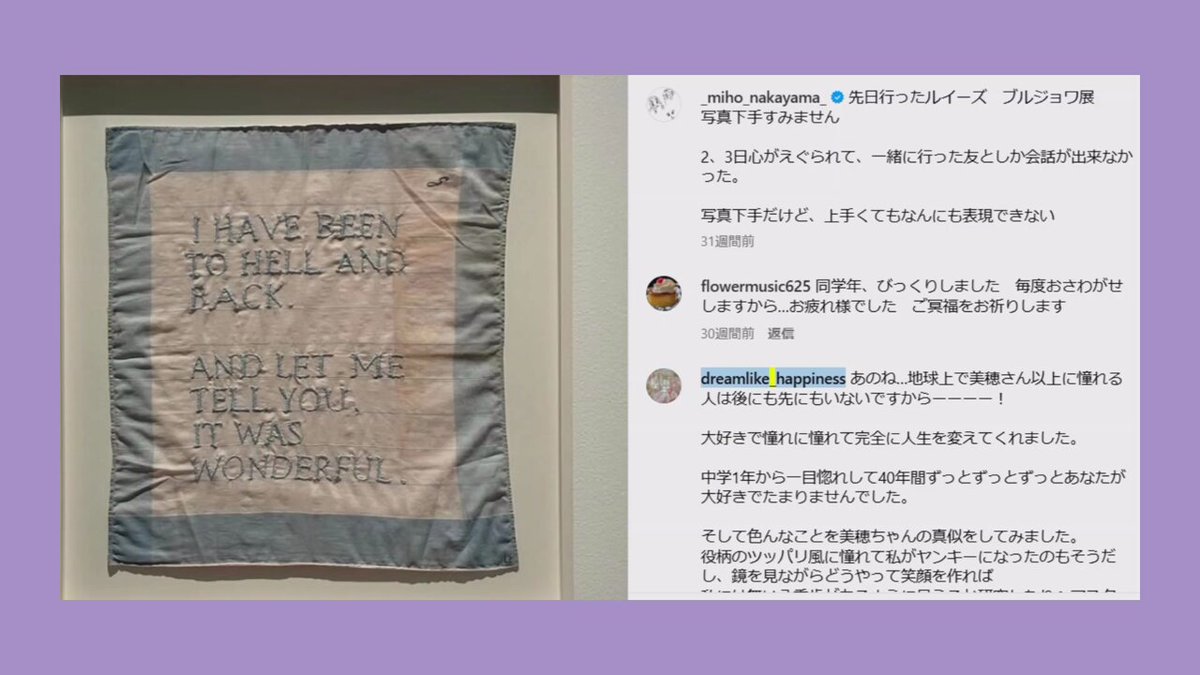 I HAVE BEEN
TO HELL AND
BACK.
AND LET ME
TELL YOU,
IT WAS
WONDERFUL.
_miho_nakayama_ 先日行ったルイーズ　ブルジョワ展
写真下手すみません
2、3日心がえぐられて、一緒に行った友としか会話が出来なか
った。
写真下手だけど、上手くてもなんにも表現できない
31週間前
flowermusic625 同学年、びっくりしました　毎度おさわがせ
しますから...お疲れ様でした　ご冥福をお祈りします
30週間前 返信
dreamlike_happiness あのね...地球上で美穂さん以上に憧れる
人は後にも先にもいないですからーーーー！
大好きで憧れに憧れて完全に人生を変えてくれました。
中学1年から一目惚れして40年間ずっとずっとずっとあなたが
大好きでたまりませんでした。
そして色んなことを美穂ちゃんの真似をしてみました。
役柄のツッパリ風に憧れて私がヤンキーになったのもそうだ
し、鏡を見ながらどうやって笑顔を作れば